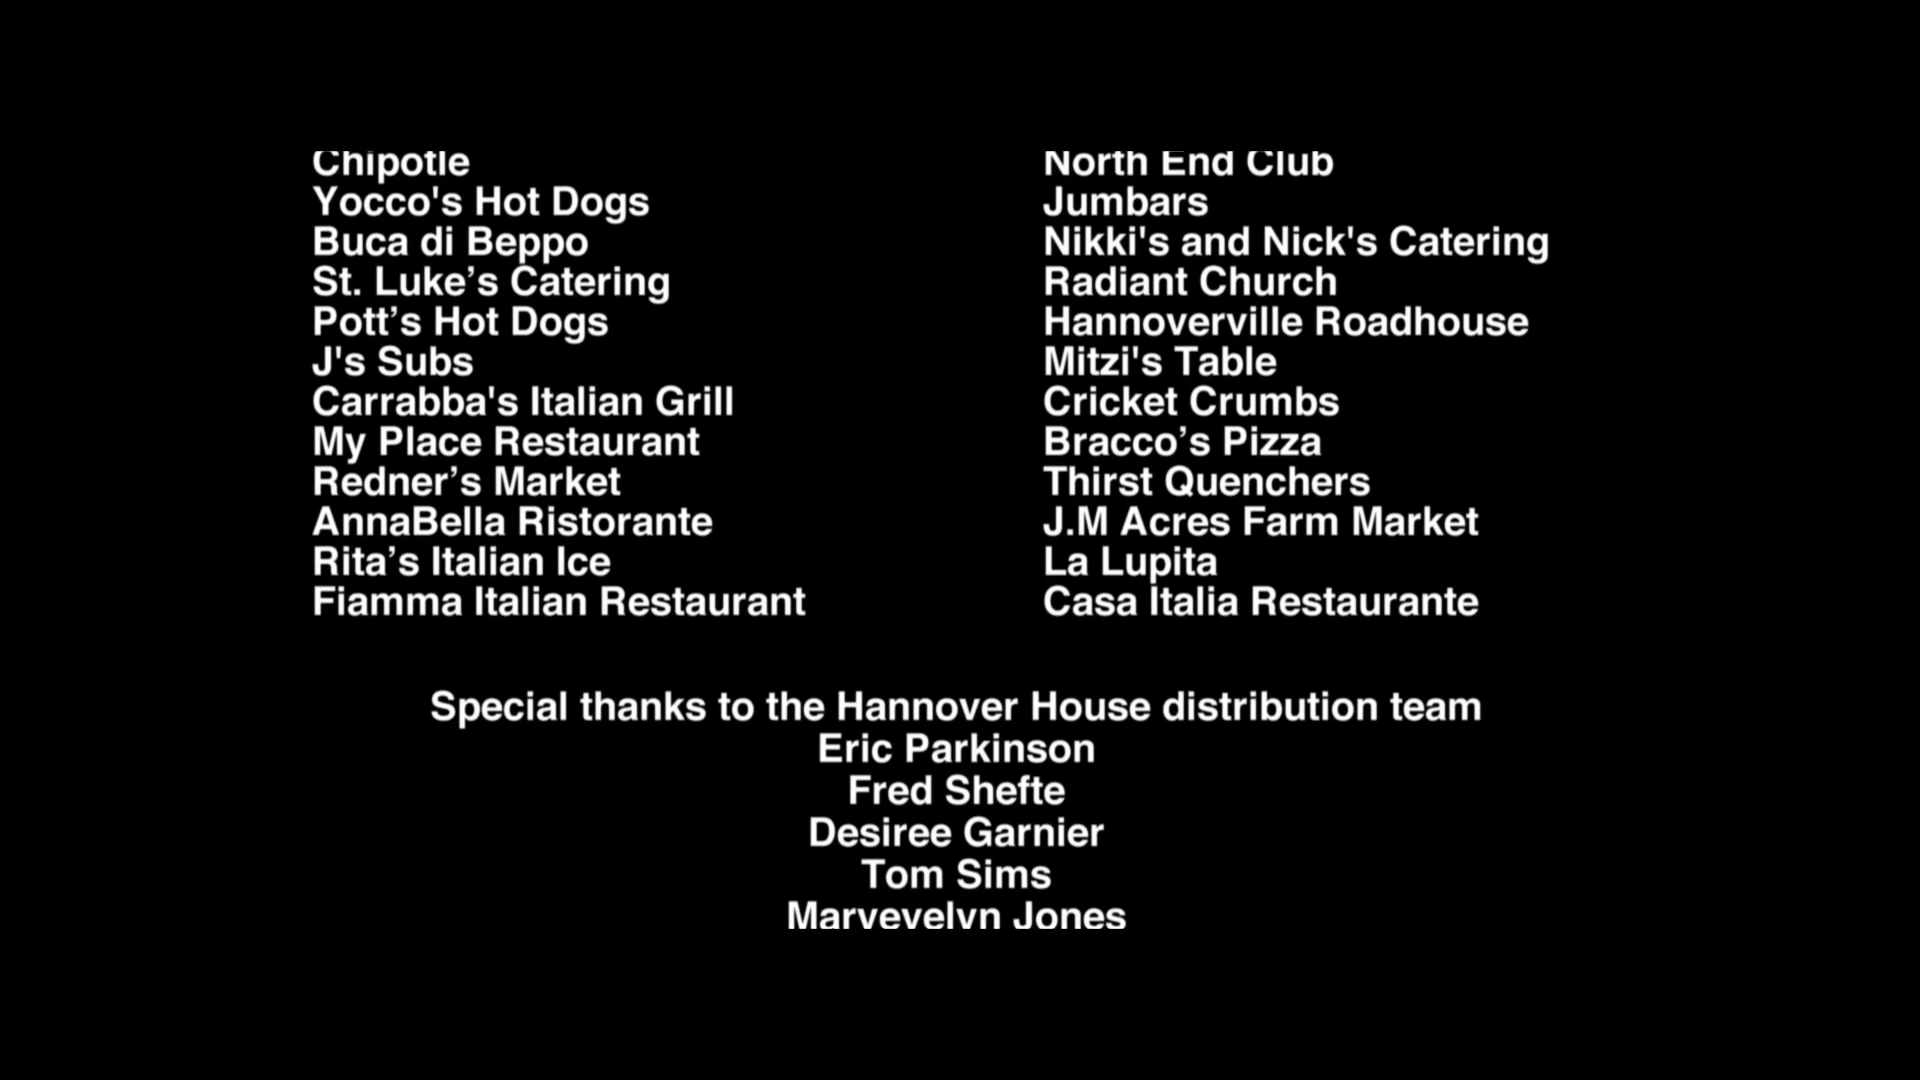 Chipotle
Yocco's Hot Dogs
Buca di Beppo
St. Luke’s Catering
Pott’s Hot Dogs
J's Subs
Carrabba's Italian Grill
My Place Restaurant
Redner’s Market
AnnaBella Ristorante
Rita’s Italian Ice
Fiamma Italian Restaurant
North End Club
Jumbars
Nikki's and Nick's Catering
Radiant Church
Hannoverville Roadhouse
Mitzi's Table
Cricket Crumbs
Bracco’s Pizza
Thirst Quenchers
J.M Acres Farm Market
La Lupita
Casa Italia Restaurante
Special thanks to the Hannover House distribution team
Eric Parkinson
Fred Shefte
Desiree Garnier
Tom Sims
Marvevelyn Jones